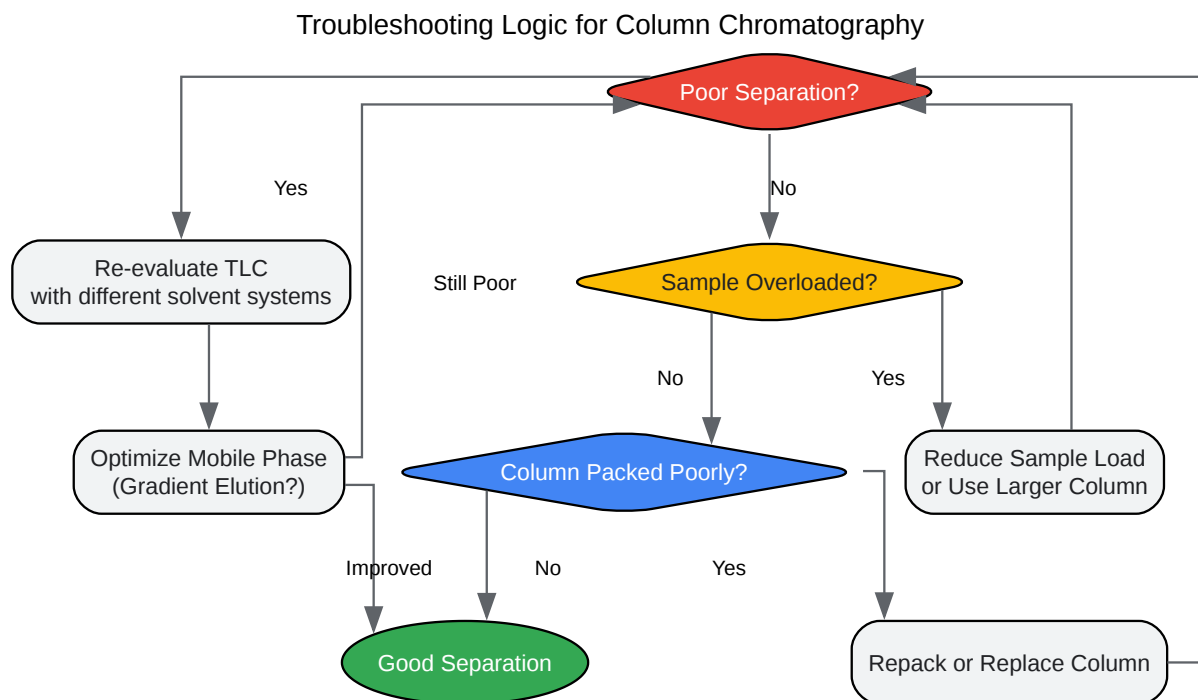 Troubleshooting Logic for Column Chromatography
Poor Separation?
Yes
No
Re-evaluate TLC
with different solvent systems
Still Poor
Sample Overloaded?
No
Yes
Optimize Mobile Phase
(Gradient Elution?)
Column Packed Poorly?
Reduce Sample Load
or Use Larger Column
Improved
No
Yes
Good Separation
Repack or Replace Column